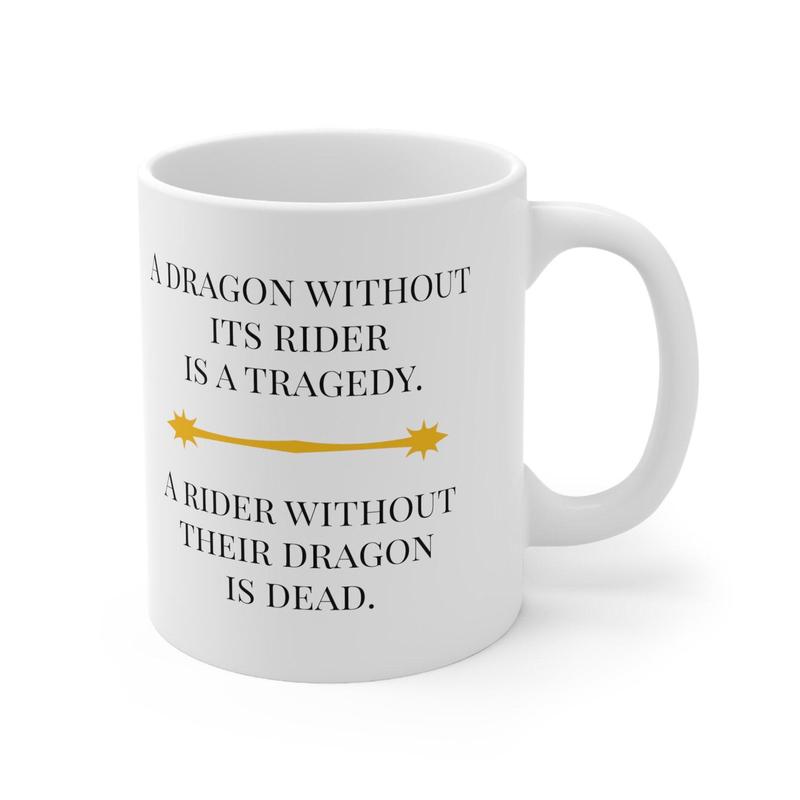 A DRAGON WITHOUT
ITS RIDER
IS A TRAGEDY.
A RIDER WITHOUT
THEIR DRAGON
IS DEAD.